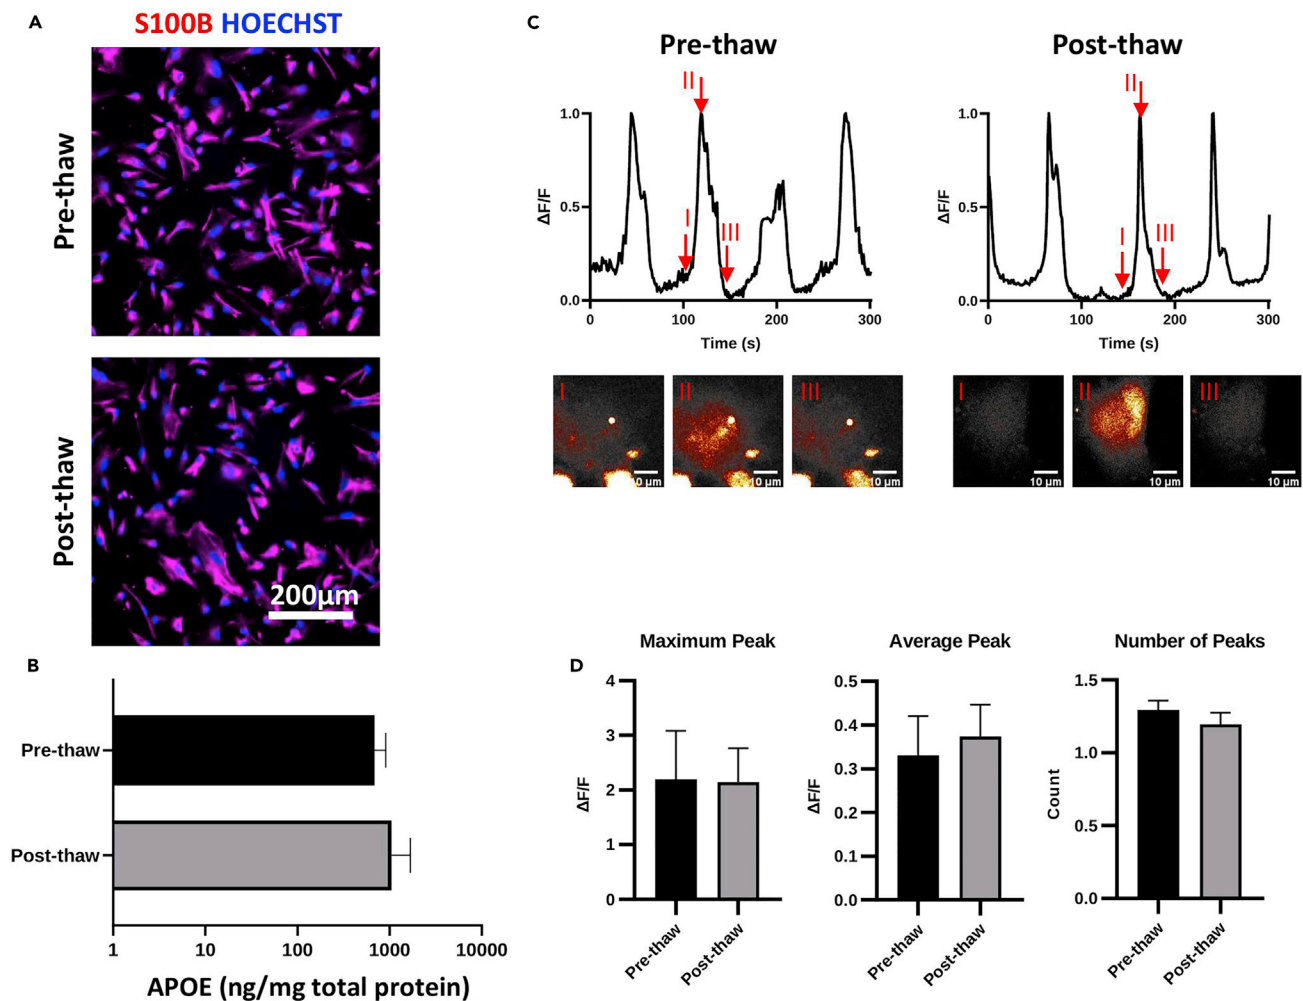 A
S100B HOECHST
Pre-thaw
Post-thaw
200μm
B
Pre-thaw
Post-thaw
1 10 100 1000 10000
APOE (ng/mg total protein)
C
Pre-thaw
II
I
III
1.0
0.5
0.0
ΔF/F
0 100 200 300
Time (s)
Post-thaw
II
I
III
1.0
0.5
0.0
ΔF/F
0 100 200 300
Time (s)
I II III
10 μm 10 μm 10 μm
I II III
10 μm 10 μm 10 μm
D
Maximum Peak
4
3
2
1
0
ΔF/F
Pre-thaw
Post-thaw
Average Peak
0.5
0.4
0.3
0.2
0.1
0.0
ΔF/F
Pre-thaw
Post-thaw
Number of Peaks
1.5
1.0
0.5
0.0
Count
Pre-thaw
Post-thaw